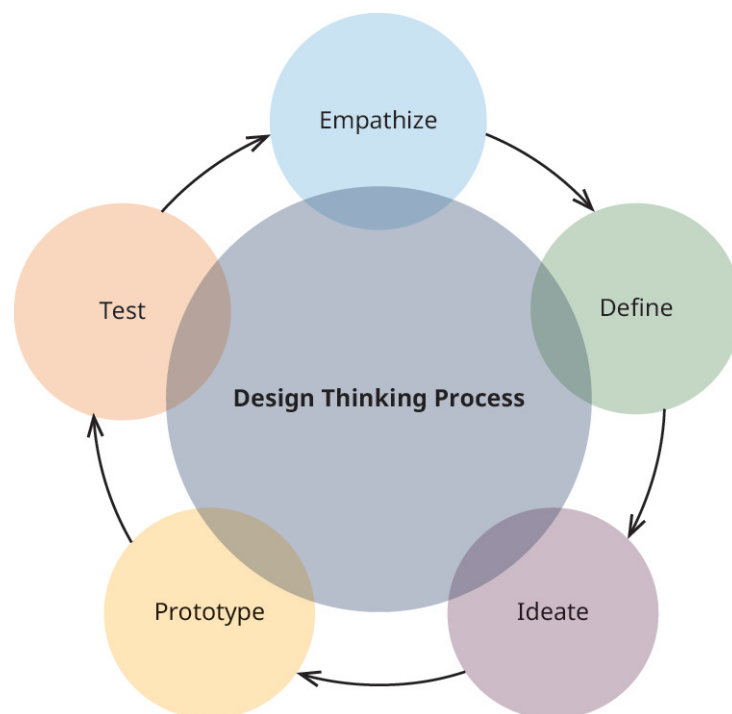 Empathize
Define
Ideate
Prototype
Test
Design Thinking Process